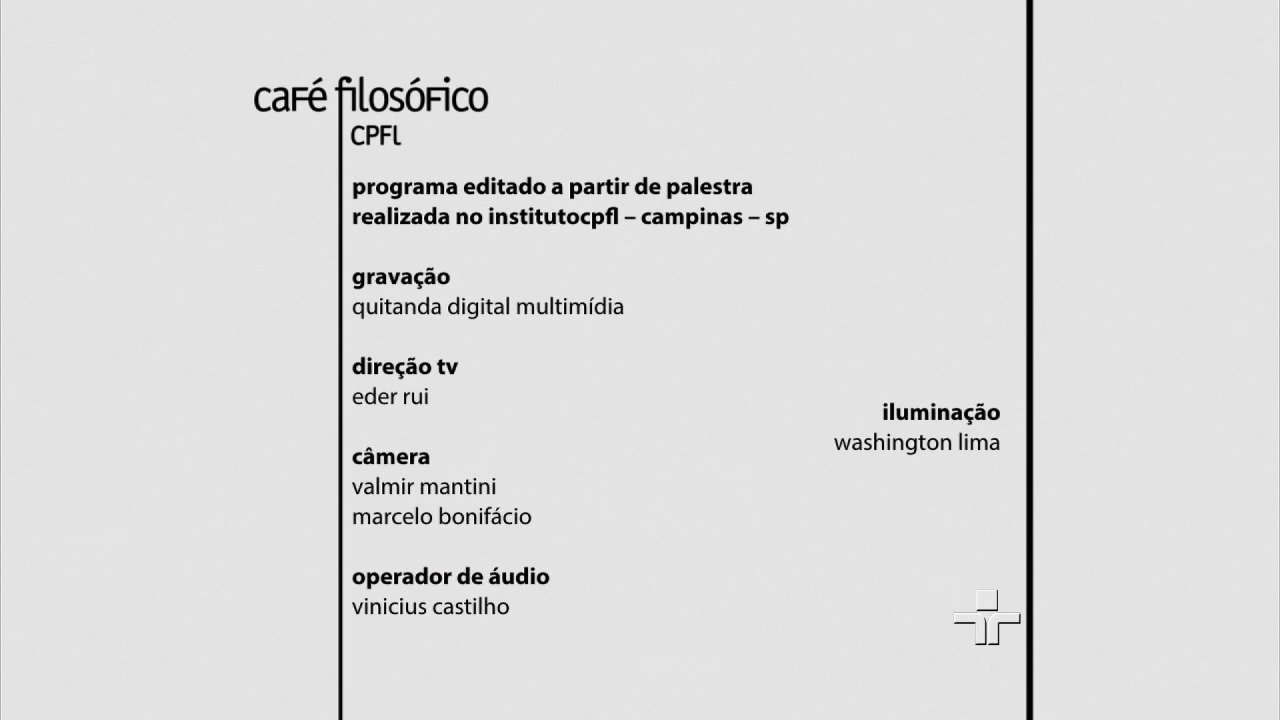 café filosófico
CPFL
programa editado a partir de palestra
realizada no institutocpfl – campinas – sp
gravação
quitanda digital multimídia
direção tv
eder rui
câmera
valmir mantini
marcelo bonifácio
operador de áudio
vinicius castilho
iluminação
washington lima